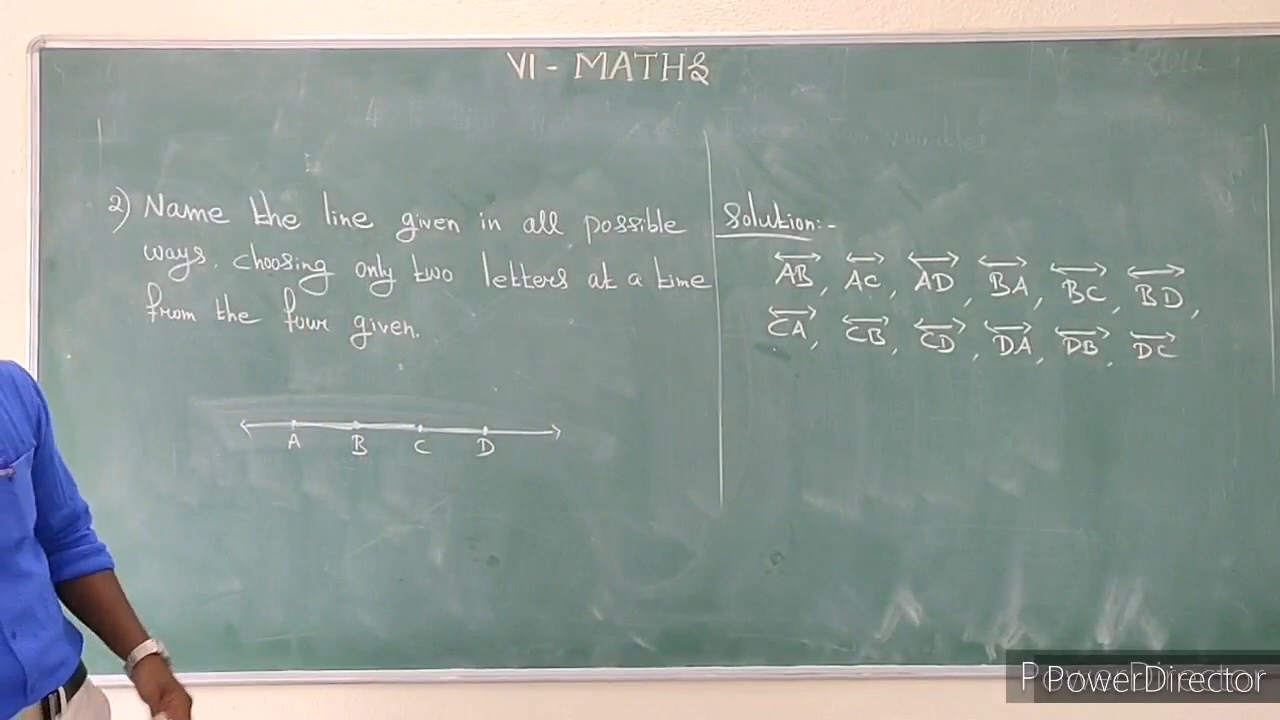 VI - MATHS
2) Name the line given in all possible
ways, choosing only two letters at a time
from the four given.
A B C D
Solution:-
AB, AC, AD, BA, BC, BD,
CA, CB, CD, DA, DB, DC
PowerDirector